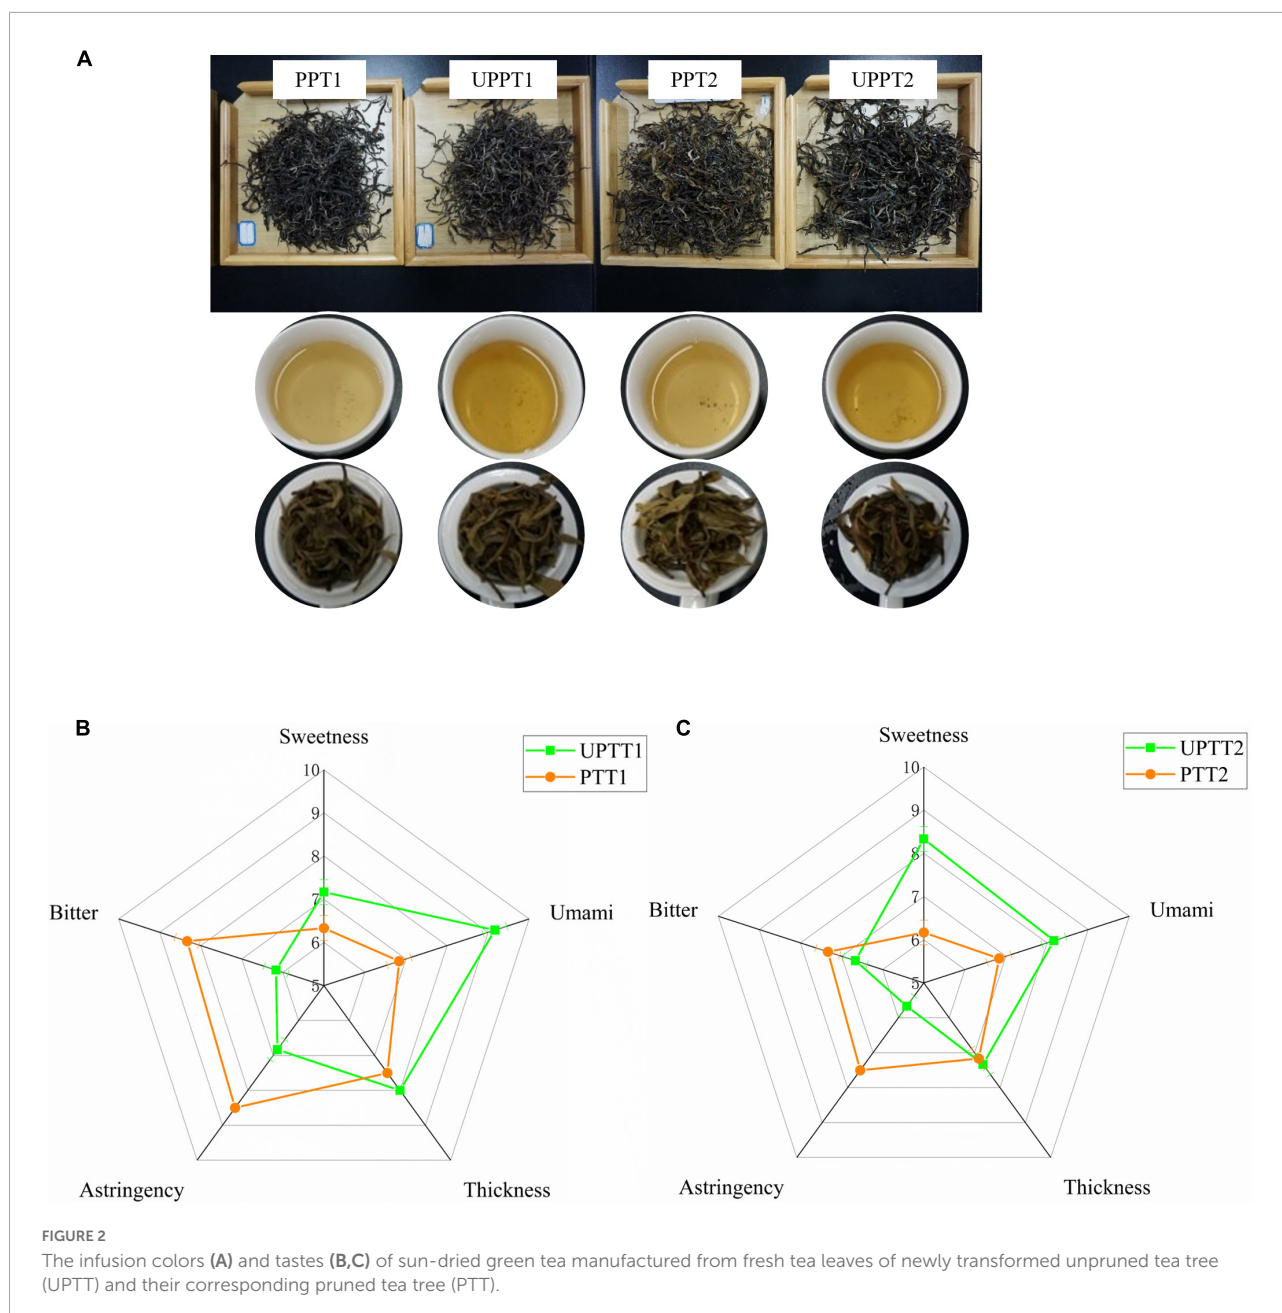 A
PPT1
UPPT1
PPT2
UPPT2
B
Sweetness
UPTT1
PTT1
10
9
8
7
6
5
Bitter
Umami
Astringency
Thickness
C
Sweetness
UPTT2
PTT2
10
9
8
7
6
5
Bitter
Umami
Astringency
Thickness
FIGURE 2
The infusion colors (A) and tastes (B,C) of sun-dried green tea manufactured from fresh tea leaves of newly transformed unpruned tea tree
(UPTT) and their corresponding pruned tea tree (PTT).